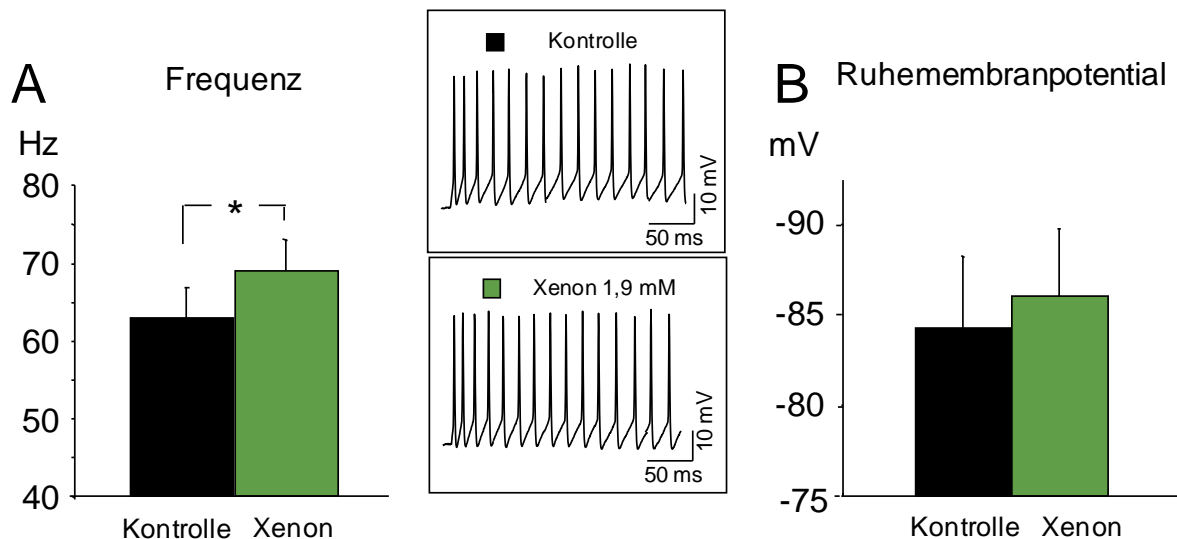 A Frequenz
Hz
80
70
60
50
40
*
Kontrolle Xenon
Kontrolle
10 mV
50 ms
Xenon 1,9 mM
10 mV
50 ms
B Ruhemembranpotential
mV
-90
-85
-80
-75
Kontrolle Xenon